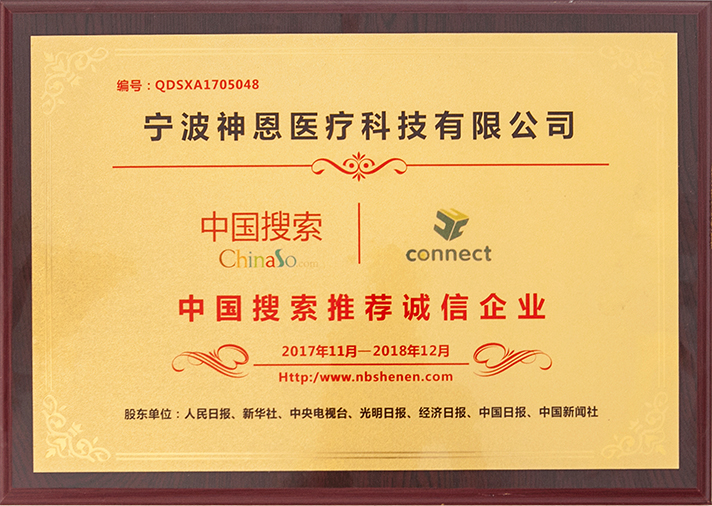 编号：QDSXA1705048
宁波神恩医疗科技有限公司
中国搜索
ChinaSo.com
connect
中国搜索推荐诚信企业
2017年11月—2018年12月
Http:/www.nbshenen.com
股东单位：人民日报、新华社、中央电视台、光明日报、经济日报、中国日报、中国新闻社